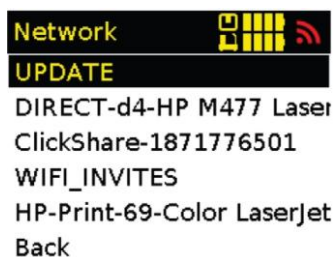 Network
UPDATE
DIRECT-d4-HP M477 Laser
ClickShare-1871776501
WIFI_INVITES
HP-Print-69-Color LaserJet
Back